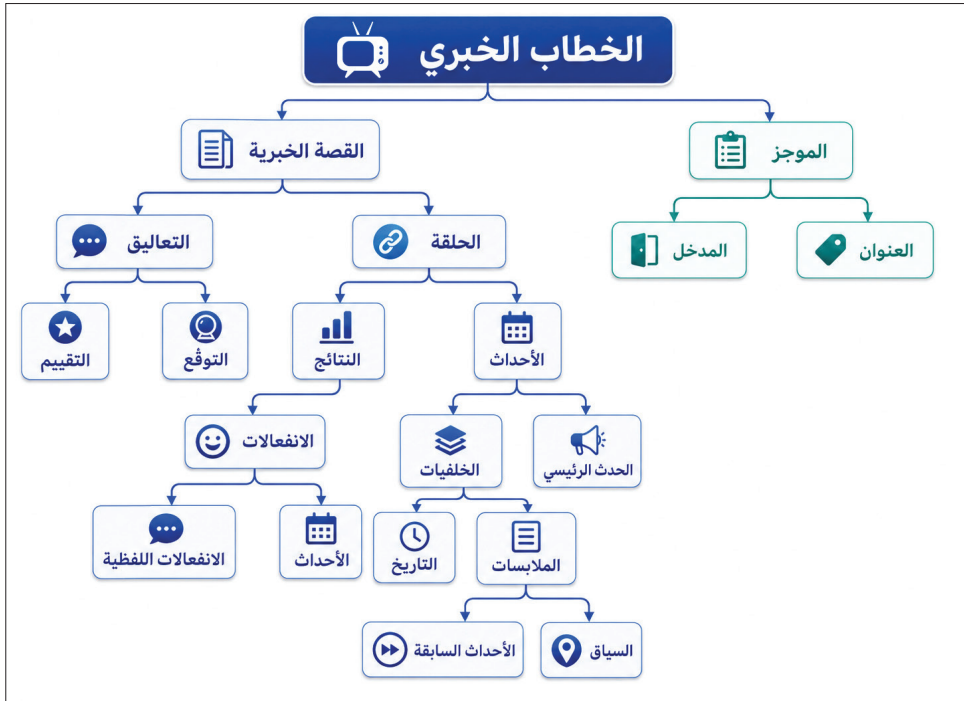 الخطاب الخبري
الموجز
القصة الخبرية
العنوان
المدخل
الحلقة
التعاليق
الأحداث
النتائج
التوقع
التقييم
الحدث الرئيسي
الخلفيات
الانفعالات
الملابسات
التاريخ
الأحداث
الانفعالات اللفظية
السياق
الأحداث السابقة